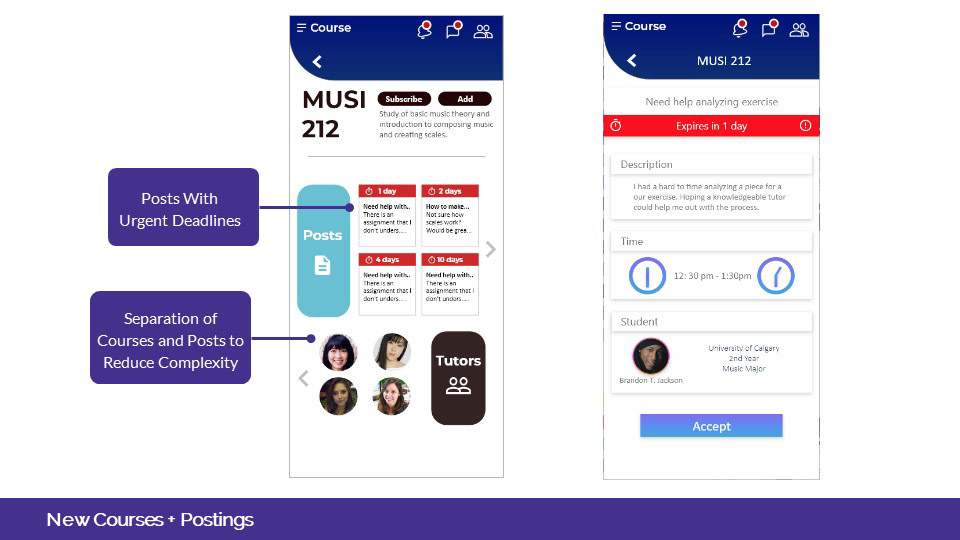 Course
MUSI
212
Subscribe
Add
Study of basic music theory and
introduction to composing music
and creating scales.
Posts With
Urgent Deadlines
Posts
1 day
Need help with..
There is an
assignment that I
don't unders.....
2 days
How to make...
Not sure how
scales work?
Would be grea...
4 days
Need help with..
There is an
assignment that I
don't unders.....
10 days
Need help with..
There is an
assignment that I
don't unders.....
Separation of
Courses and Posts to
Reduce Complexity
Tutors
Course
MUSI 212
Need help analyzing exercise
Expires in 1 day
Description
I had a hard to time analyzing a piece for a
our exercise. Hoping a knowledgeable tutor
could help me out with the process.
Time
12: 30 pm - 1:30pm
Student
Brandon T. Jackson
University of Calgary
2nd Year
Music Major
Accept
New Courses + Postings